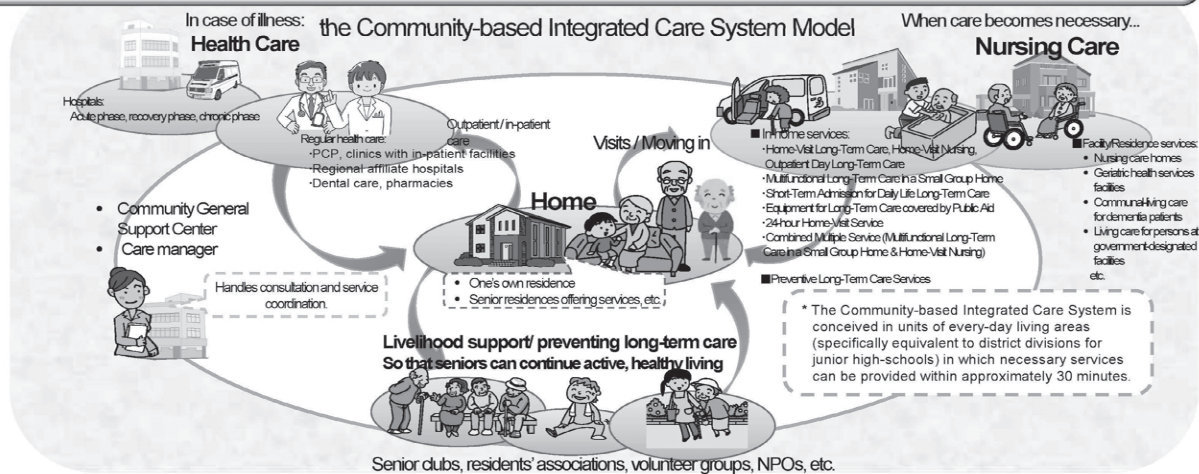 the Community-based Integrated Care System Model
In case of illness:
Health Care
Hospitals:
Acute phase, recovery phase, chronic phase
Regular health care:
・PCP, clinics with in-patient facilities
・Regional affiliate hospitals
・Dental care, pharmacies
Outpatient/in-patient
care
When care becomes necessary...
Nursing Care
■In-home services:
・Home-Visit Long-Term Care, Home-Visit Nursing,
Outpatient Day Long-Term Care
・Multifunctional Long-Term Care in a Small Group Home
・Short-Term Admission for Daily Life Long-Term Care
・Equipment for Long-Term Care covered by Public Aid
・24-hour Home-Visit Service
・Combined Multiple Service (Multifunctional Long-Term
Care in a Small Group Home & Home-Visit Nursing)
■Preventive Long-Term Care Services
■Facility/Residence services:
• Nursing care homes
• Geriatric health services
facilities
• Communal-living care
for dementia patients
• Living care for persons at
government-designated
facilities
etc.
Visits / Moving in
Home
• One's own residence
• Senior residences offering services, etc.
• Community General
Support Center
• Care manager
Handles consultation and service
coordination.
Livelihood support/ preventing long-term care
So that seniors can continue active, healthy living
Senior clubs, residents' associations, volunteer groups, NPOs, etc.
* The Community-based Integrated Care System is
conceived in units of every-day living areas
(specifically equivalent to district divisions for
junior high-schools) in which necessary services
can be provided within approximately 30 minutes.